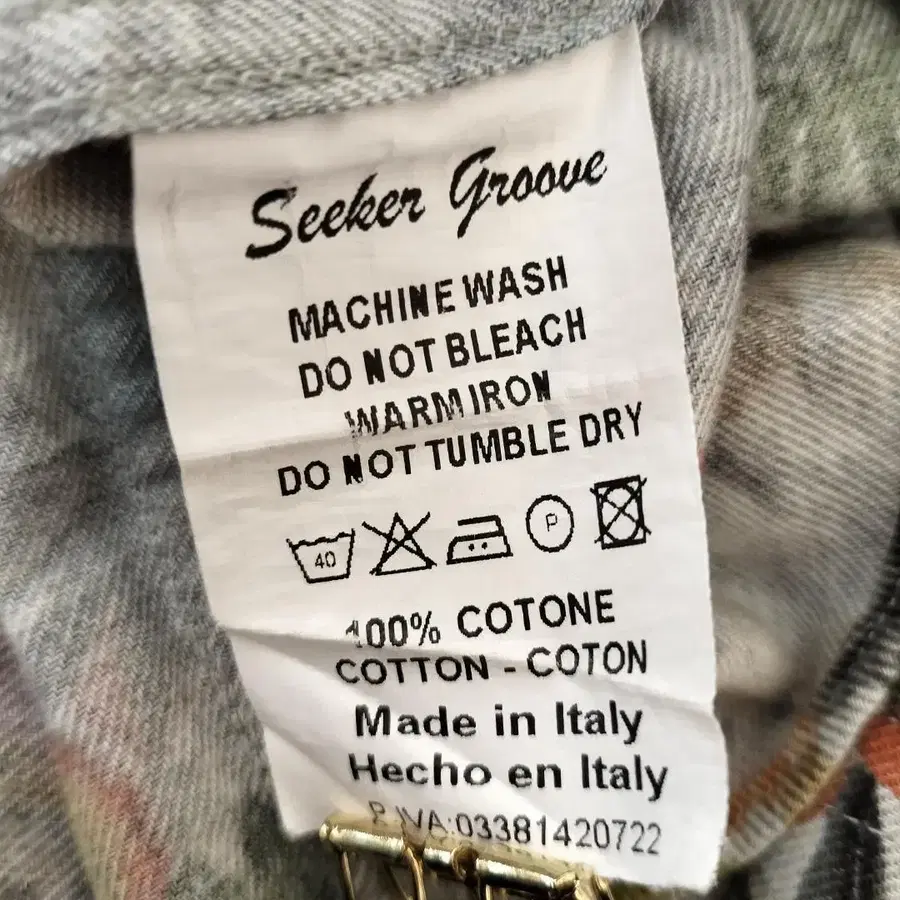 Seeker Groove
MACHINE WASH
DO NOT BLEACH
WARM IRON
DO NOT TUMBLE DRY
40 P
100% COTONE
COTTON - COTON
Made in Italy
Hecho en Italy
P.IVA:03381420722